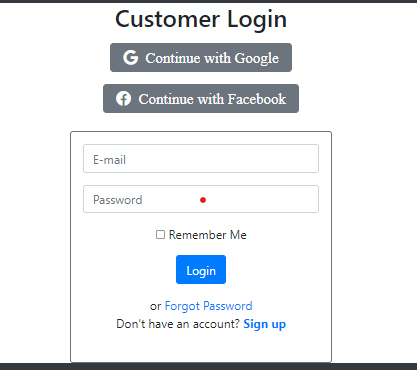 Customer Login
Continue with Google
Continue with Facebook
E-mail
Password
Remember Me
Login
or Forgot Password
Don't have an account? Sign up